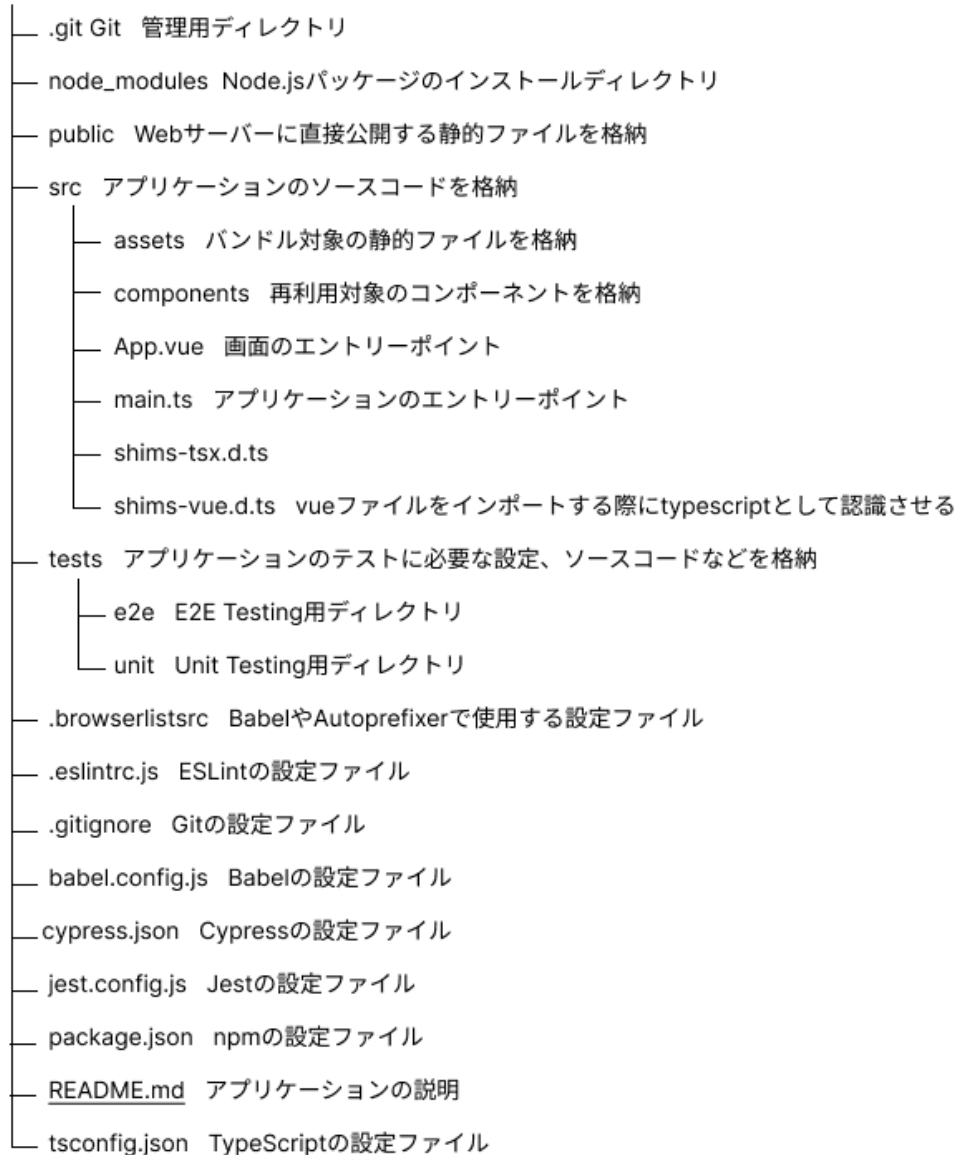 .git Git 管理用ディレクトリ
node_modules Node.jsパッケージのインストールディレクトリ
public Webサーバーに直接公開する静的ファイルを格納
src アプリケーションのソースコードを格納
assets バンドル対象の静的ファイルを格納
components 再利用対象のコンポーネントを格納
App.vue 画面のエントリーポイント
main.ts アプリケーションのエントリーポイント
shims-tsx.d.ts
shims-vue.d.ts vueファイルをインポートする際にtypescriptとして認識させる
tests アプリケーションのテストに必要な設定、ソースコードなどを格納
e2e E2E Testing用ディレクトリ
unit Unit Testing用ディレクトリ
.browserlistsrc BabelやAutoprefixerで使用する設定ファイル
.eslintrc.js ESLintの設定ファイル
.gitignore Gitの設定ファイル
babel.config.js Babelの設定ファイル
cypress.json Cypressの設定ファイル
jest.config.js Jestの設定ファイル
package.json npmの設定ファイル
README.md アプリケーションの説明
tsconfig.json TypeScriptの設定ファイル